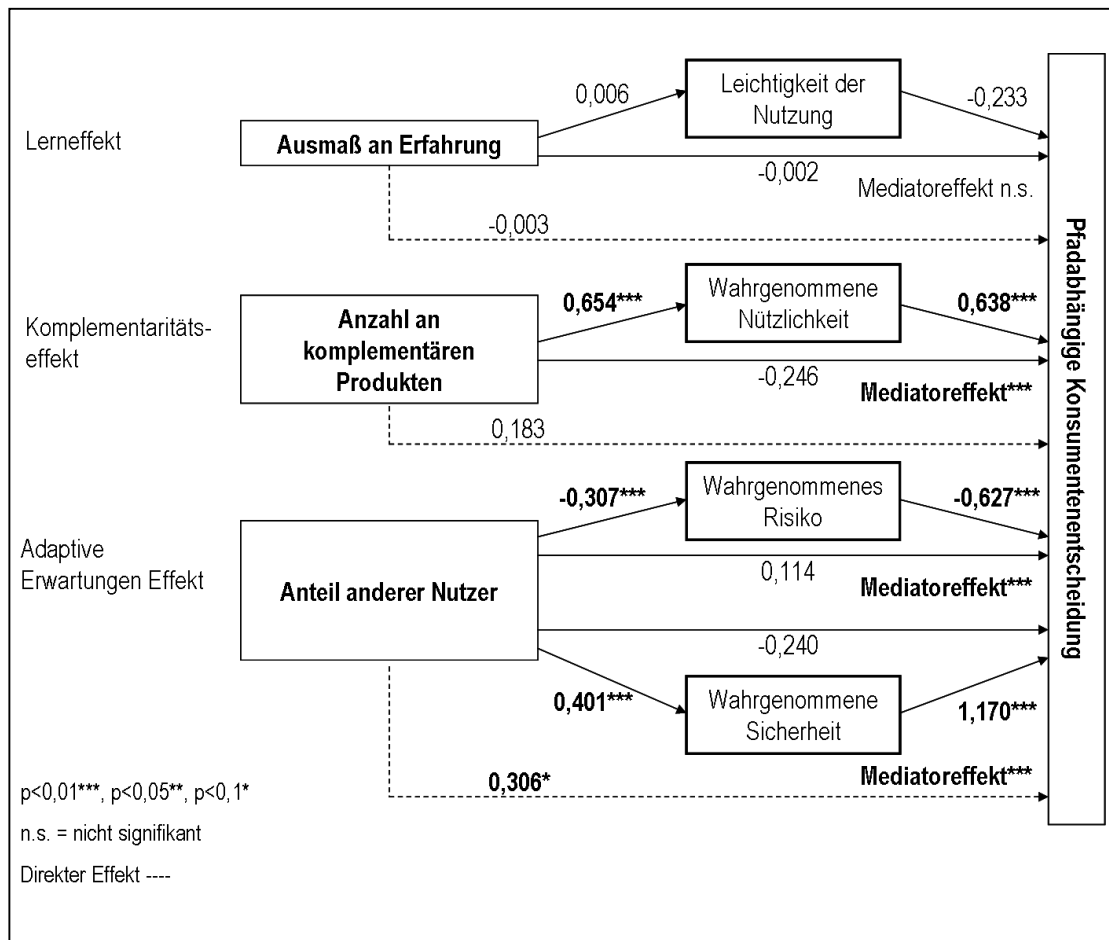 Lerneffekt
Ausmaß an Erfahrung
0,006
Leichtigkeit der
Nutzung
-0,233
-0,002
Mediatoreffekt n.s.
-0,003
Komplementaritäts-
effekt
Anzahl an
komplementären
Produkten
0,654***
Wahrgenommene
Nützlichkeit
0,638***
-0,246
Mediatoreffekt***
0,183
Adaptive
Erwartungen Effekt
Anteil anderer Nutzer
-0,307***
Wahrgenommenes
Risiko
-0,627***
0,114
Mediatoreffekt***
-0,240
0,401***
Wahrgenommene
Sicherheit
1,170***
0,306*
Mediatoreffekt***
Pfadabhängige Konsumentenentscheidung
p<0,01***, p<0,05**, p<0,1*
n.s. = nicht signifikant
Direkter Effekt ----